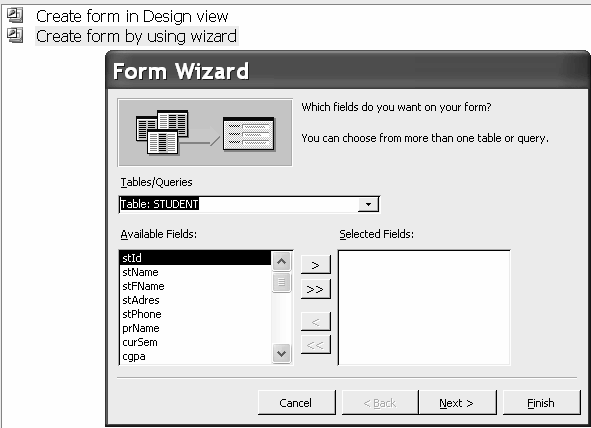 Create form in Design view
Create form by using wizard
Form Wizard
Which fields do you want on your form?
You can choose from more than one table or query.
Tables/Queries
Table: STUDENT
Available Fields:
Selected Fields:
stId
stName
stFName
stAdres
stPhone
prName
curSem
cgpa
>
>>
<
<<
Cancel
< Back
Next >
Finish